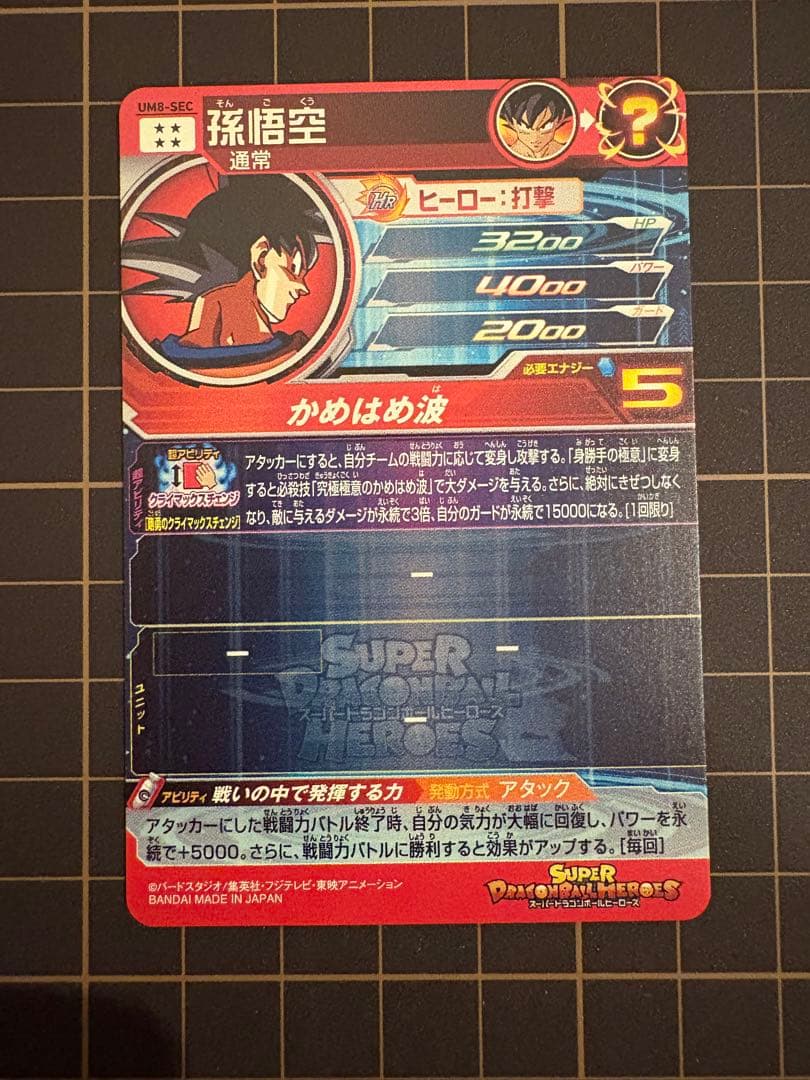 UM8-SEC
そん ご くう
孫悟空
通常
?
HR ヒーロー:打撃
HP
3200
パワー
4000
ガード
2000
必要エナジー 5
は
かめはめ波
超アビリティ
超アビリティ
クライマックスチェンジ
アタッカーにすると、自分チームの戦闘力に応じて変身し攻撃する。「身勝手の極意」に変身
すると必殺技「究極極意のかめはめ波」で大ダメージを与える。さらに、絶対にきぜつしなく
なり、敵に与えるダメージが永続で3倍、自分のガードが永続で15000になる。[1回限り]
ー
ユニット
ー ー
ー
SUPER
DRAGONBALL
スーパードラゴンボールヒーローズ
HEROES
アビリティ 戦いの中で発揮する力 発動方式 アタック
アタッカーにした戦闘力バトル終了時、自分の気力が大幅に回復し、パワーを永
続で+5000。さらに、戦闘力バトルに勝利すると効果がアップする。[毎回]
©バードスタジオ/集英社・フジテレビ・東映アニメーション
BANDAI MADE IN JAPAN
SUPER
DRAGONBALL HEROES
スーパードラゴンボールヒーローズ